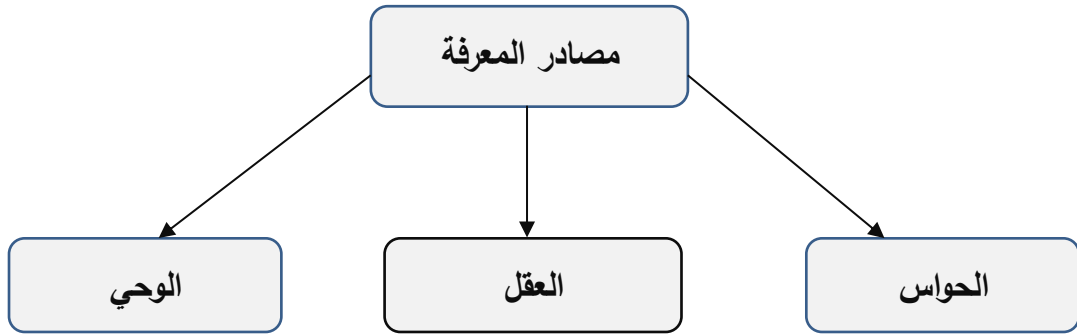 مصادر المعرفة
الحواس
العقل
الوحي